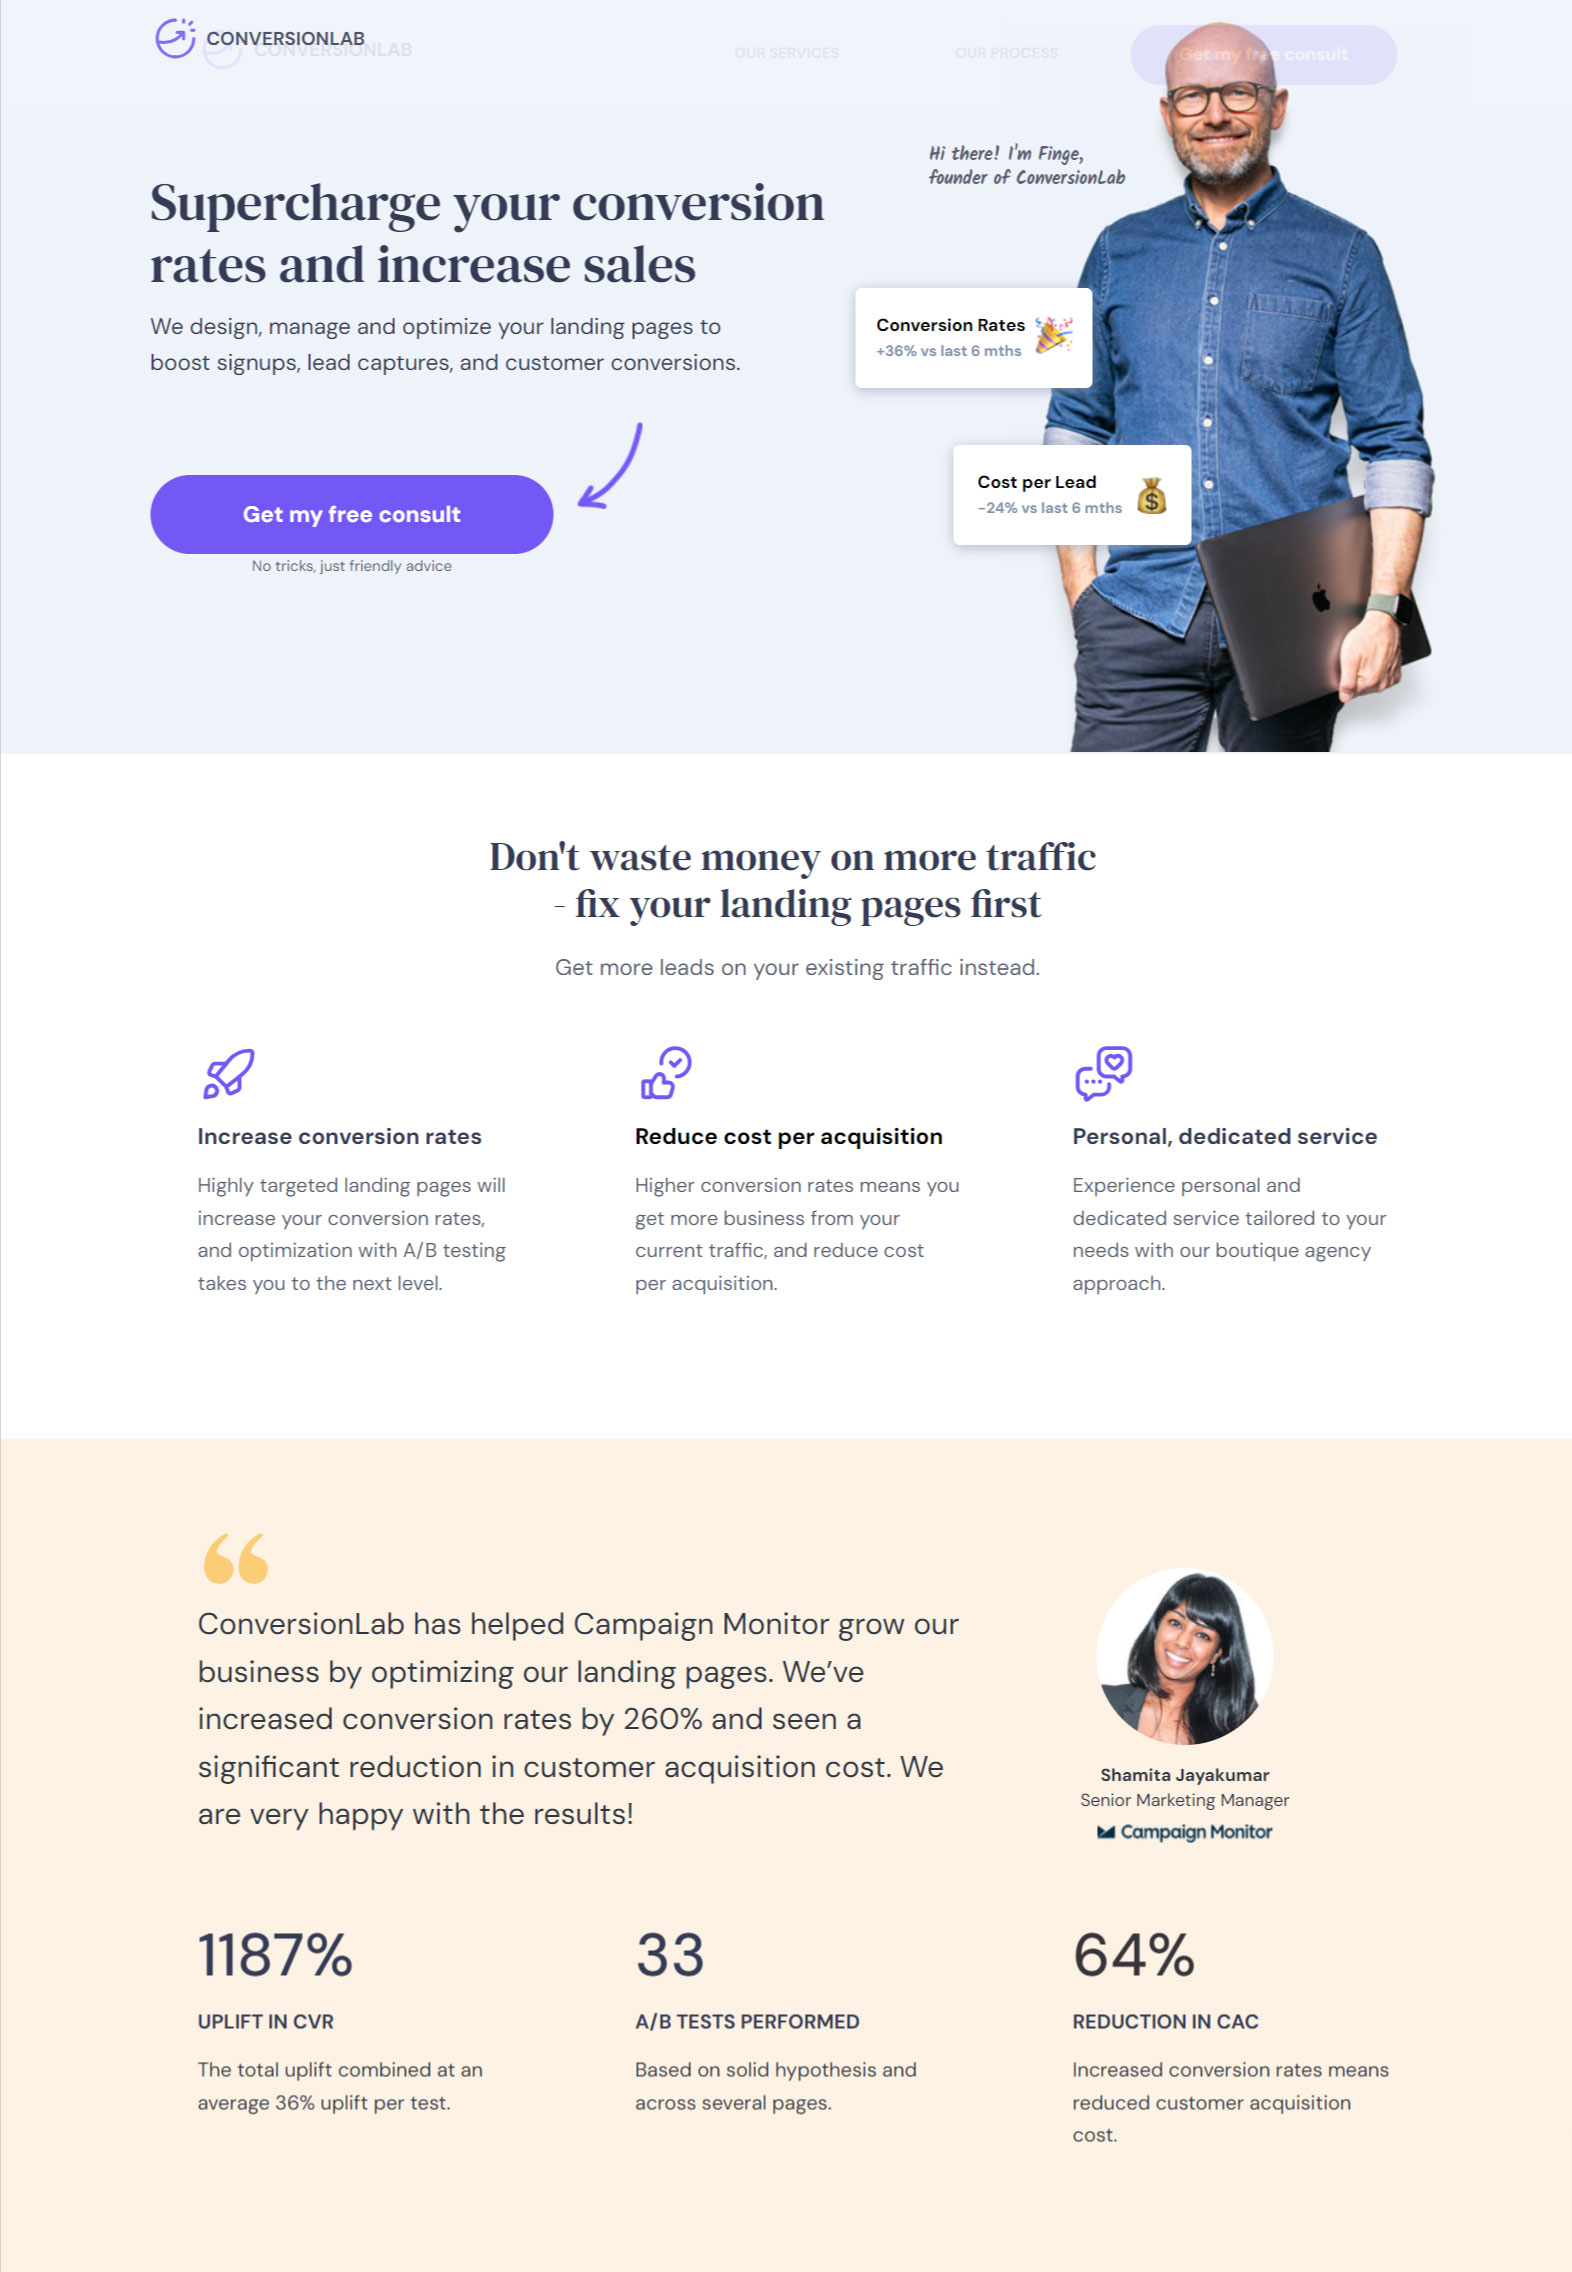 CONVERSIONLAB
CONVERSIONLAB
OUR SERVICES
OUR PROCESS
Get my free consult
Hi there! I'm Finge,
founder of ConversionLab
Supercharge your conversion
rates and increase sales
We design, manage and optimize your landing pages to
boost signups, lead captures, and customer conversions.
Conversion Rates
+36% vs last 6 mths
Cost per Lead
-24% vs last 6 mths
Get my free consult
No tricks, just friendly advice
Don't waste money on more traffic
- fix your landing pages first
Get more leads on your existing traffic instead.
Increase conversion rates
Highly targeted landing pages will
increase your conversion rates,
and optimization with A/B testing
takes you to the next level.
Reduce cost per acquisition
Higher conversion rates means you
get more business from your
current traffic, and reduce cost
per acquisition.
Personal, dedicated service
Experience personal and
dedicated service tailored to your
needs with our boutique agency
approach.
ConversionLab has helped Campaign Monitor grow our
business by optimizing our landing pages. We’ve
increased conversion rates by 260% and seen a
significant reduction in customer acquisition cost. We
are very happy with the results!
Shamita Jayakumar
Senior Marketing Manager
Campaign Monitor
1187%
UPLIFT IN CVR
The total uplift combined at an
average 36% uplift per test.
33
A/B TESTS PERFORMED
Based on solid hypothesis and
across several pages.
64%
REDUCTION IN CAC
Increased conversion rates means
reduced customer acquisition
cost.